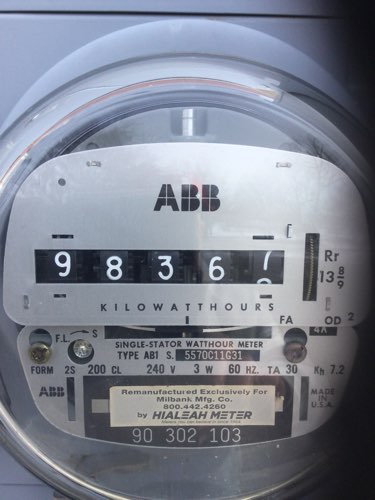 ABB
9 8 3 6 7
KILOWATTHOURS
Rr
13 8/9
FA OD 2
F.L. S 4X
SINGLE-STATOR WATTHOUR METER
TYPE AB1 S. 5570C11G31
FORM 2S 200 CL 240 V 3 W 60 HZ. TA 30 Kh 7.2
ABB
MADE IN
U.S.A.
Remanufactured Exclusively For
Milbank Mfg. Co.
800.442.4260
by HIALEAH METER
90 302 103